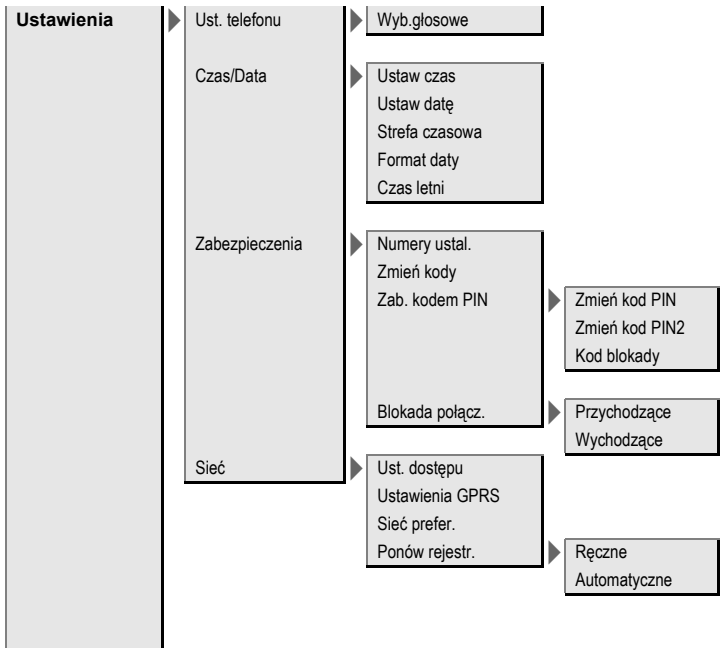 Ustawienia
Ust. telefonu
Wyb.głosowe
Czas/Data
Ustaw czas
Ustaw datę
Strefa czasowa
Format daty
Czas letni
Zabezpieczenia
Numery ustal.
Zmień kody
Zab. kodem PIN
Zmień kod PIN
Zmień kod PIN2
Kod blokady
Blokada połącz.
Przychodzące
Wychodzące
Sieć
Ust. dostępu
Ustawienia GPRS
Sieć prefer.
Ponów rejestr.
Ręczne
Automatyczne